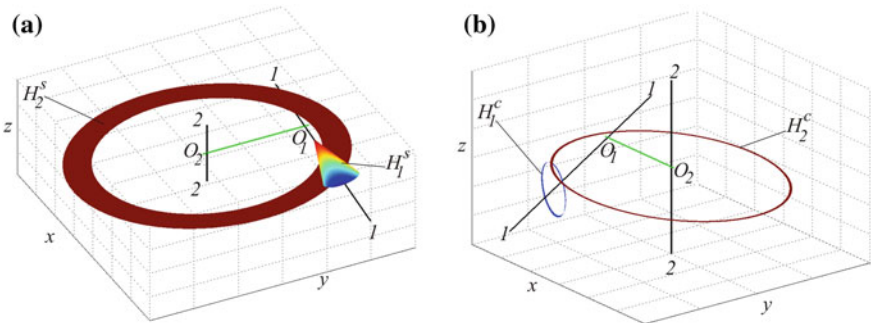 (a)
H₂ˢ
1
2
O₂
O₁
2
H₁ˢ
1
z
x
y
(b)
1
2
H₁ᶜ
H₂ᶜ
z
O₁
O₂
1
2
x
y